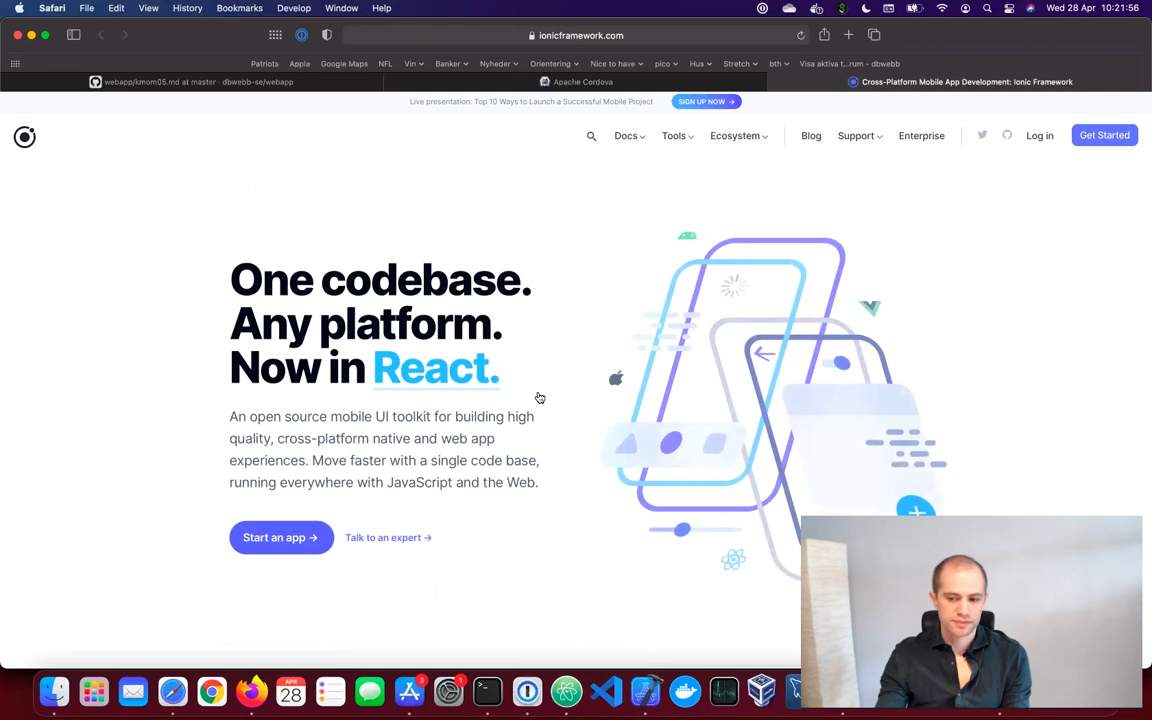 Safari File Edit View History Bookmarks Develop Window Help
Wed 28 Apr 10:21:56
ionicframework.com
Patriots Apple Google Maps NFL Vin Banker Nyheder Orientering Nice to have pico Hus Stretch bth Visa aktiva t...rum - dbwebb
webapp/kmom05.md at master · dbwebb-se/webapp
Apache Cordova
Cross-Platform Mobile App Development: Ionic Framework
Live presentation: Top 10 Ways to Launch a Successful Mobile Project
SIGN UP NOW →
Docs Tools Ecosystem Blog Support Enterprise Log in Get Started
One codebase.
Any platform.
Now in React.
An open source mobile UI toolkit for building high
quality, cross-platform native and web app
experiences. Move faster with a single code base,
running everywhere with JavaScript and the Web.
Start an app →
Talk to an expert →
APR
28
3
1